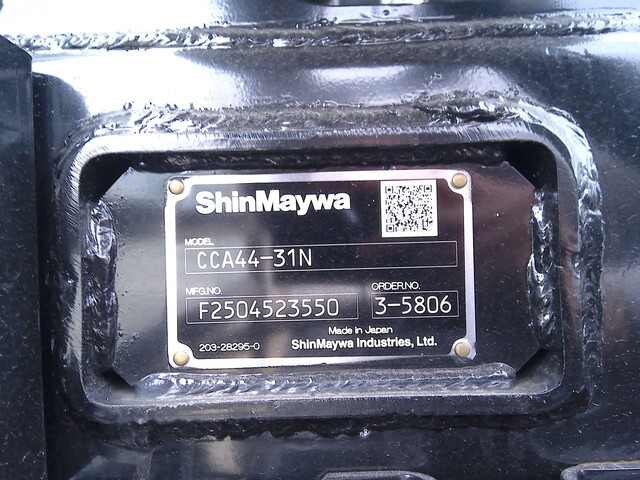 ShinMaywa
MODEL
CCA44-31N
MFG.NO.
F2504523550
ORDER.NO.
3-5806
Made in Japan
203-28295-0
ShinMaywa Industries, Ltd.